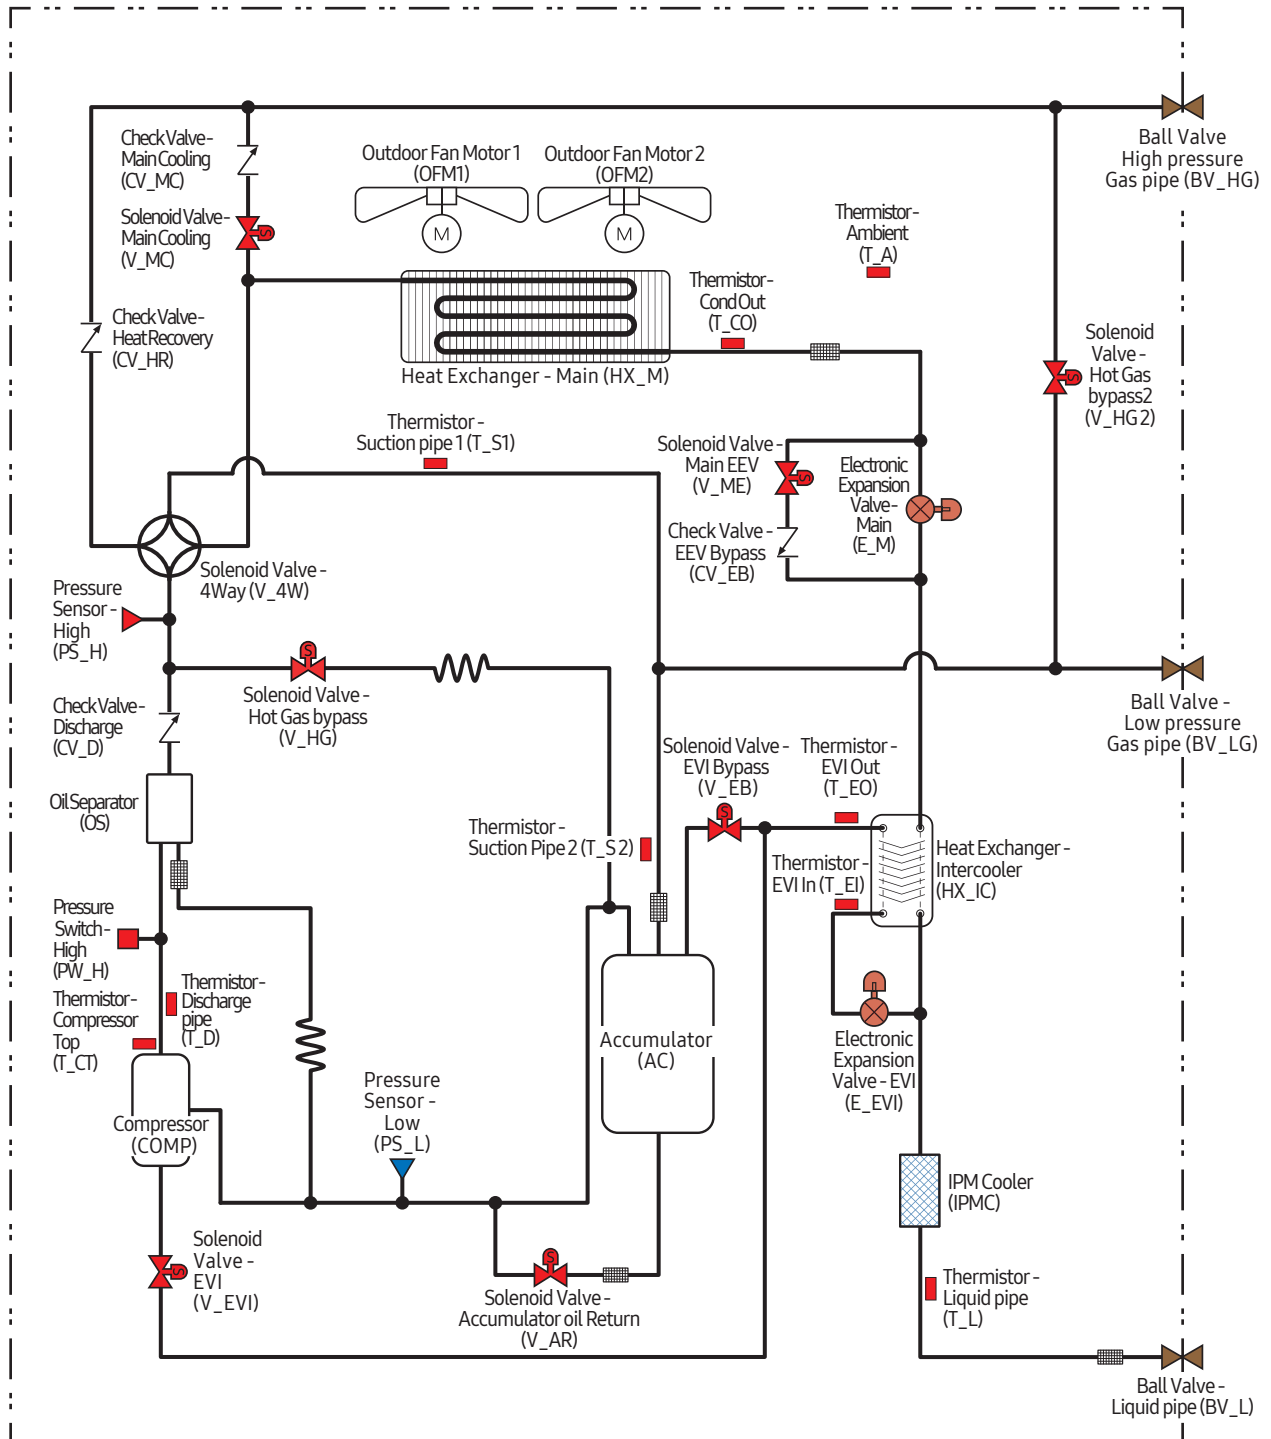 Check Valve -
Main Cooling
(CV_MC)
Solenoid Valve -
Main Cooling
(V_MC)
Outdoor Fan Motor 1
(OFM1)
M
Outdoor Fan Motor 2
(OFM2)
M
Thermistor-
Ambient
(T_A)
Ball Valve
High pressure
Gas pipe (BV_HG)
S
Check Valve -
Heat Recovery
(CV_HR)
Heat Exchanger - Main (HX_M)
Thermistor-
Cond Out
(T_CO)
Solenoid
Valve -
Hot Gas
bypass2
(V_HG 2)
S
Thermistor -
Suction pipe 1 (T_S1)
Solenoid Valve -
Main EEV
(V_ME)
S
Electronic
Expansion
Valve-
Main
(E_M)
Check Valve -
EEV Bypass
(CV_EB)
Solenoid Valve -
4Way (V_4W)
Pressure
Sensor -
High
(PS_H)
S
Solenoid Valve -
Hot Gas bypass
(V_HG)
Check Valve-
Discharge
(CV_D)
Ball Valve -
Low pressure
Gas pipe (BV_LG)
Solenoid Valve -
EVI Bypass
(V_EB)
S
Thermistor -
EVI Out
(T_EO)
Oil Separator
(OS)
Thermistor -
Suction Pipe 2 (T_S 2)
Thermistor -
EVI In (T_EI)
Heat Exchanger -
Intercooler
(HX_IC)
Pressure
Switch-
High
(PW_H)
Thermistor-
Discharge
pipe
(T_D)
Thermistor-
Compressor
Top
(T_CT)
Accumulator
(AC)
Electronic
Expansion
Valve - EVI
(E_EVI)
Pressure
Sensor -
Low
(PS_L)
Compressor
(COMP)
IPM Cooler
(IPMC)
Solenoid
Valve -
EVI
(V_EVI)
S
S
Solenoid Valve -
Accumulator oil Return
(V_AR)
Thermistor -
Liquid pipe
(T_L)
Ball Valve -
Liquid pipe (BV_L)